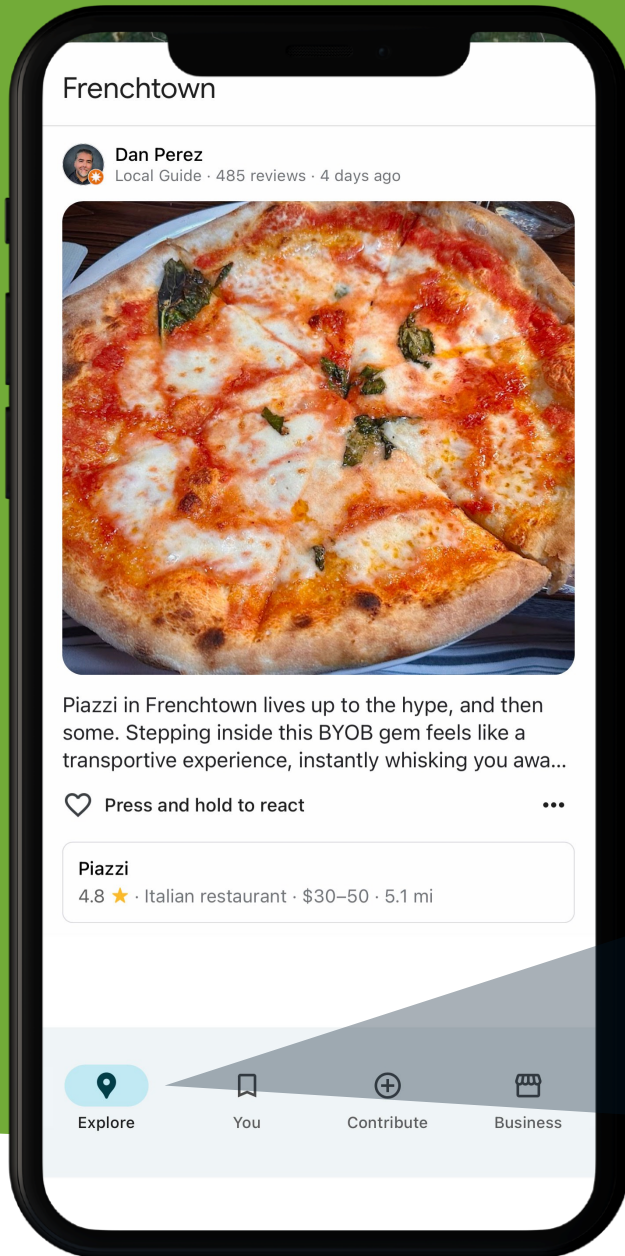 Frenchtown
Dan Perez
Local Guide · 485 reviews · 4 days ago
Piazzi in Frenchtown lives up to the hype, and then
some. Stepping inside this BYOB gem feels like a
transportive experience, instantly whisking you awa...
Press and hold to react
Piazzi
4.8 ★ · Italian restaurant · $30–50 · 5.1 mi
Explore
You
Contribute
Business